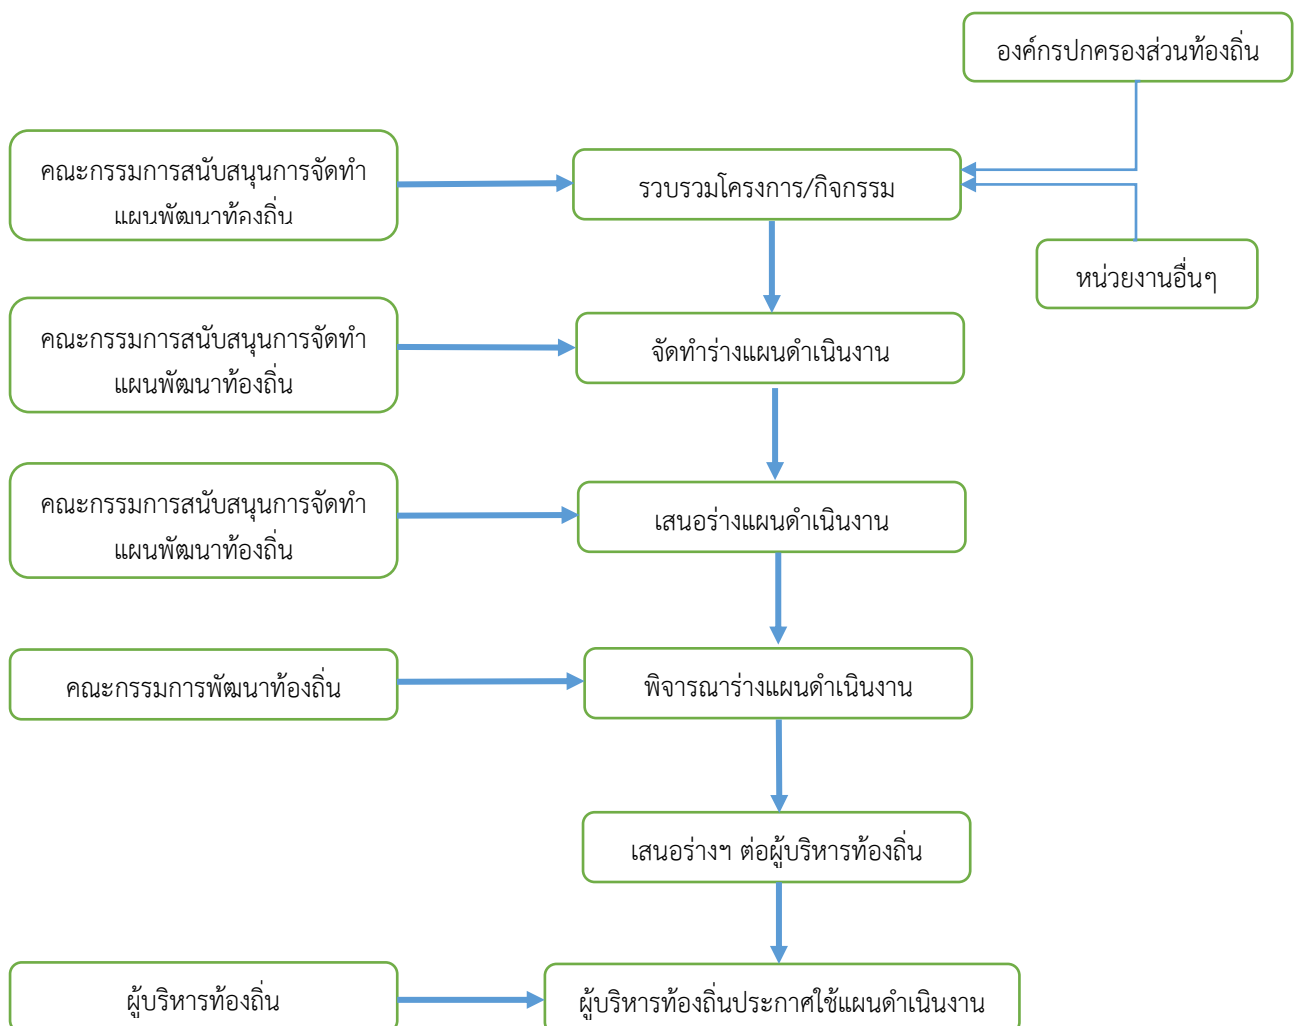 องค์กรปกครองส่วนท้องถิ่น
คณะกรรมการสนับสนุนการจัดทำ
แผนพัฒนาท้องถิ่น
รวบรวมโครงการ/กิจกรรม
หน่วยงานอื่นๆ
คณะกรรมการสนับสนุนการจัดทำ
แผนพัฒนาท้องถิ่น
จัดทำร่างแผนดำเนินงาน
คณะกรรมการสนับสนุนการจัดทำ
แผนพัฒนาท้องถิ่น
เสนอร่างแผนดำเนินงาน
คณะกรรมการพัฒนาท้องถิ่น
พิจารณาร่างแผนดำเนินงาน
เสนอร่างฯ ต่อผู้บริหารท้องถิ่น
ผู้บริหารท้องถิ่น
ผู้บริหารท้องถิ่นประกาศใช้แผนดำเนินงาน